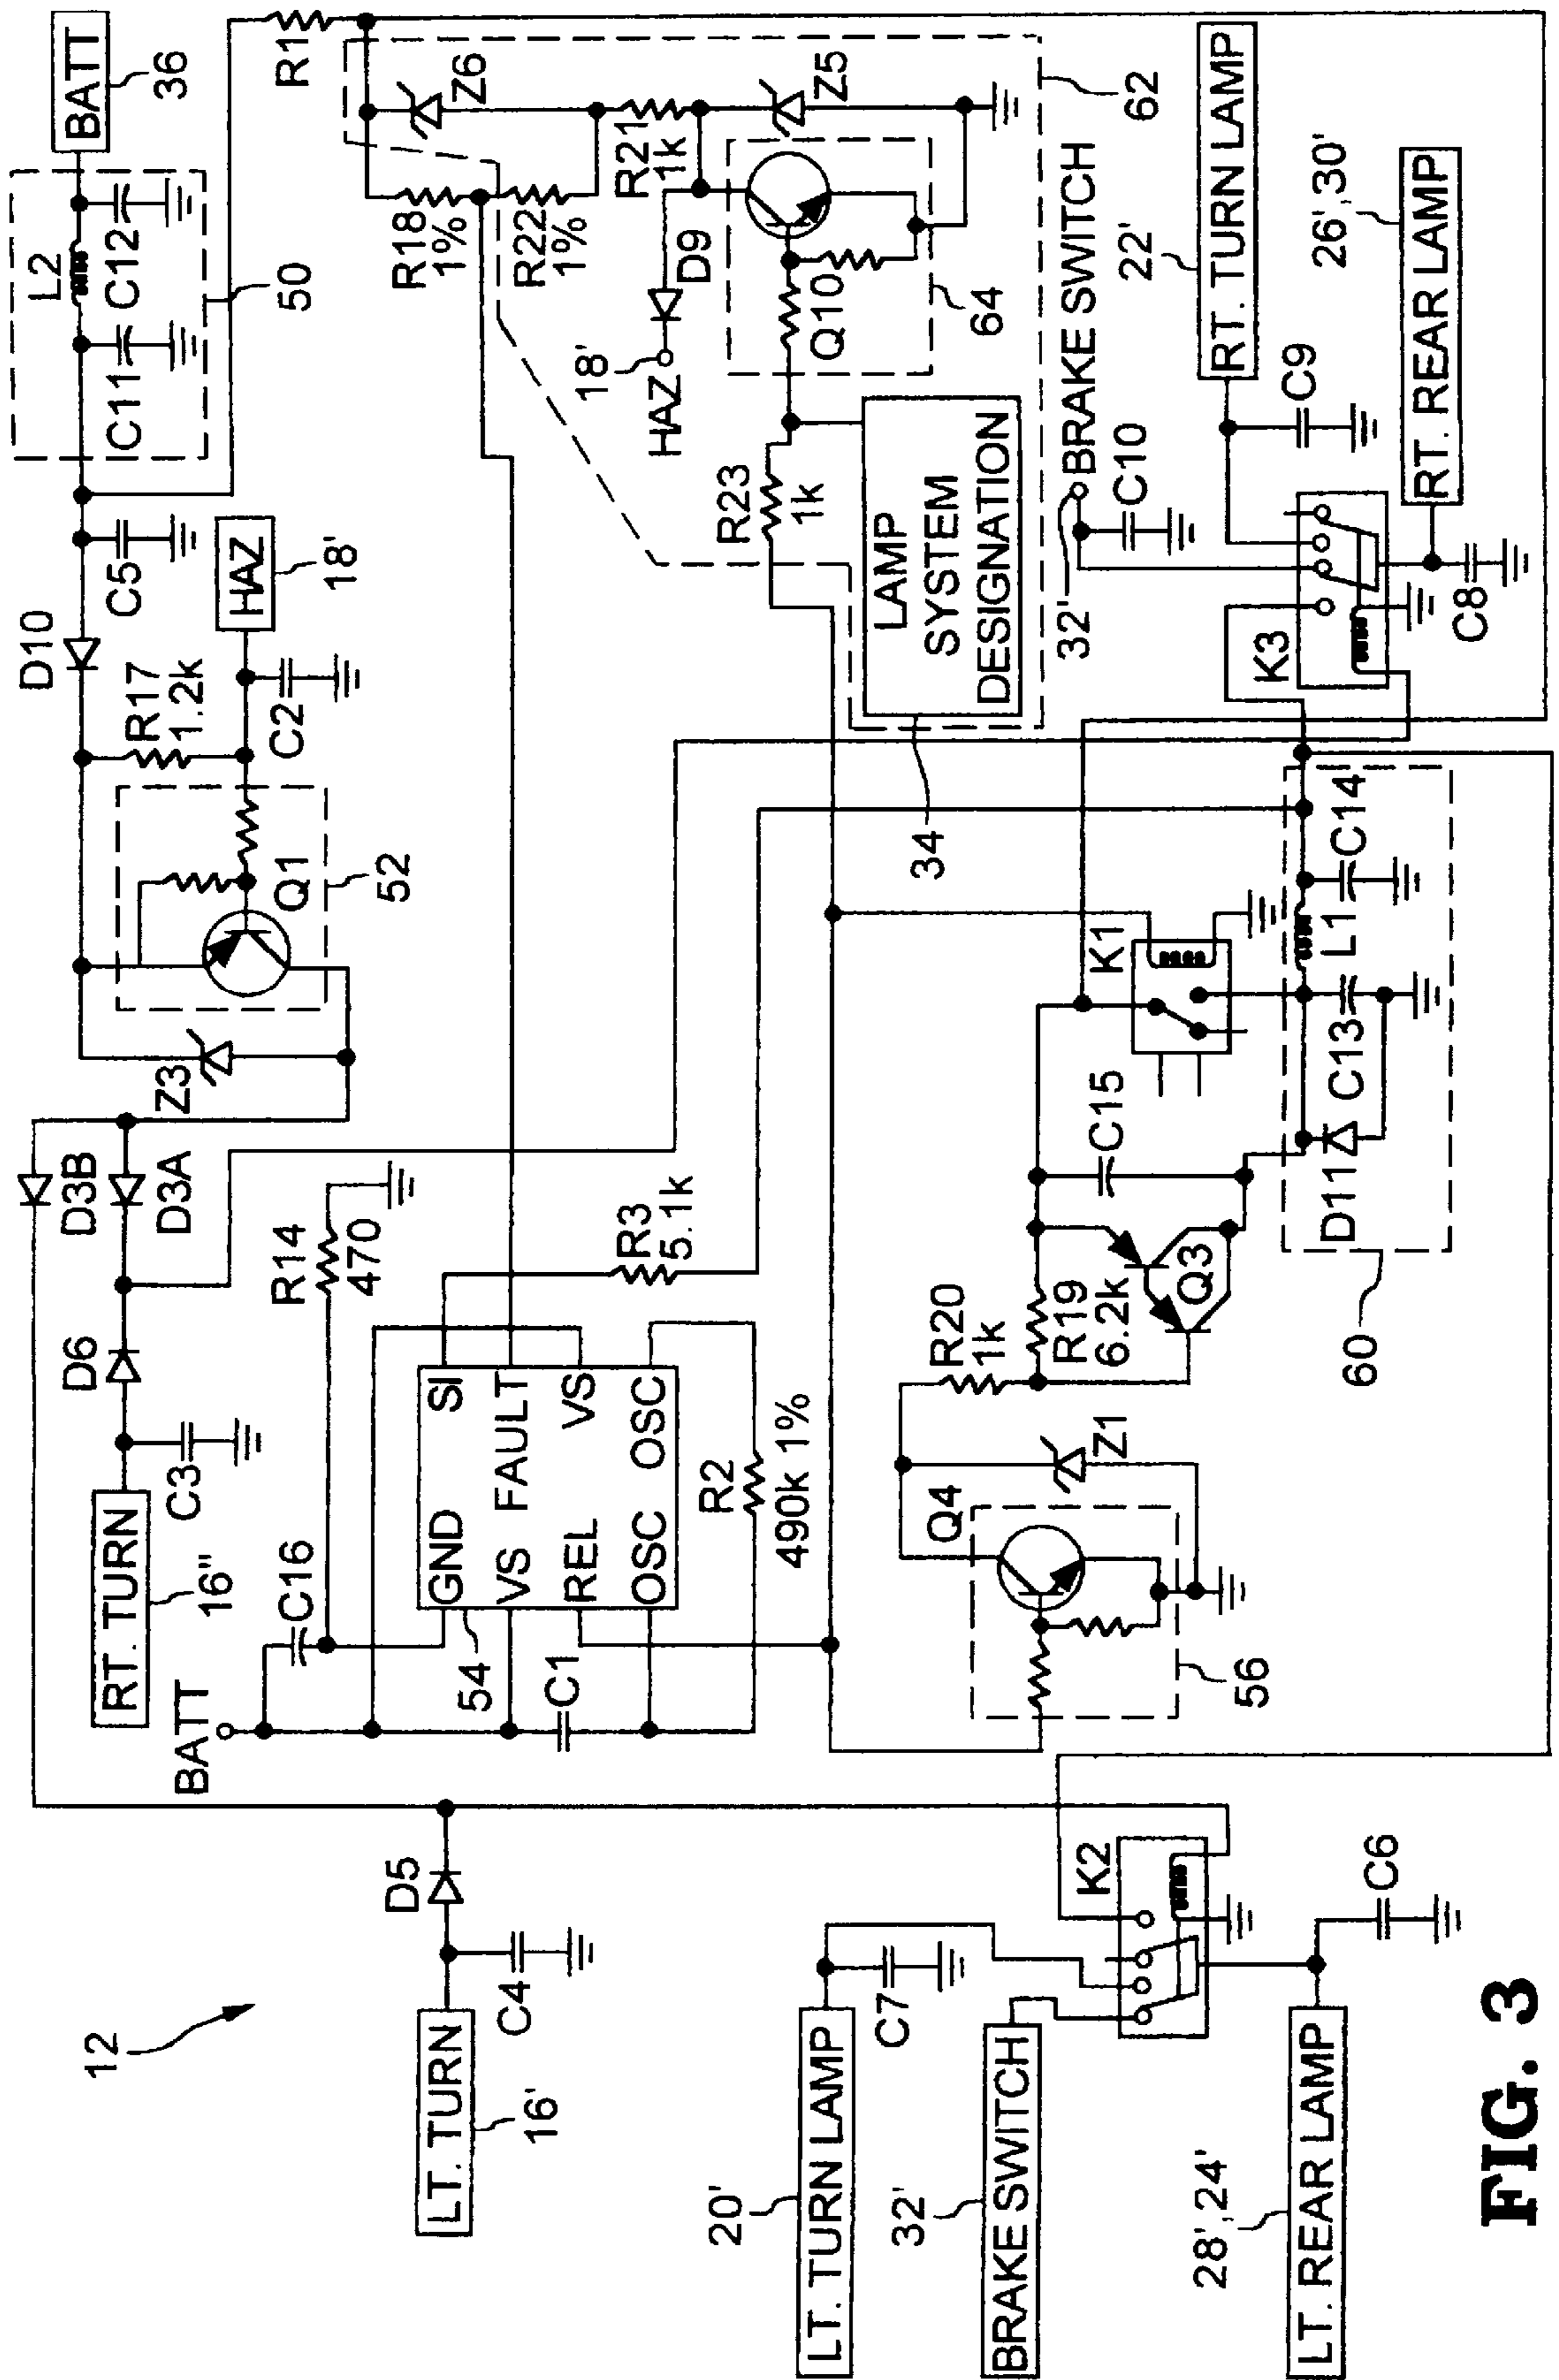 12
LT. TURN
16'
D5
C4
RT. TURN
16"
C3
D6
D3B
D3A
Z3
Q1
52
R17
1.2k
D10
HAZ
18'
C2
C5
50
L2
IC11
C12
BATT
36
R1
BATT
C16
R14
470
GND
SI
VS
FAULT
REL
VS
OSC
OSC
54
C1
R2
490k 1%
R3
5.1k
R18
1%
R22
1%
Z6
R21
1k
Z5
62
HAZ
18'
D9
Q10
64
R23
1k
LAMP
SYSTEM
DESIGNATION
34
BRAKE SWITCH
32'
C10
RT. TURN LAMP
22'
C9
RT. REAR LAMP
26',30'
C8
K3
Q4
56
Z1
R20
1k
R19
6.2k
Q3
C15
K1
D11
C13
L1
C14
60
LT. TURN LAMP
20'
C7
BRAKE SWITCH
32'
K2
LT. REAR LAMP
28',24'
C6
FIG. 3